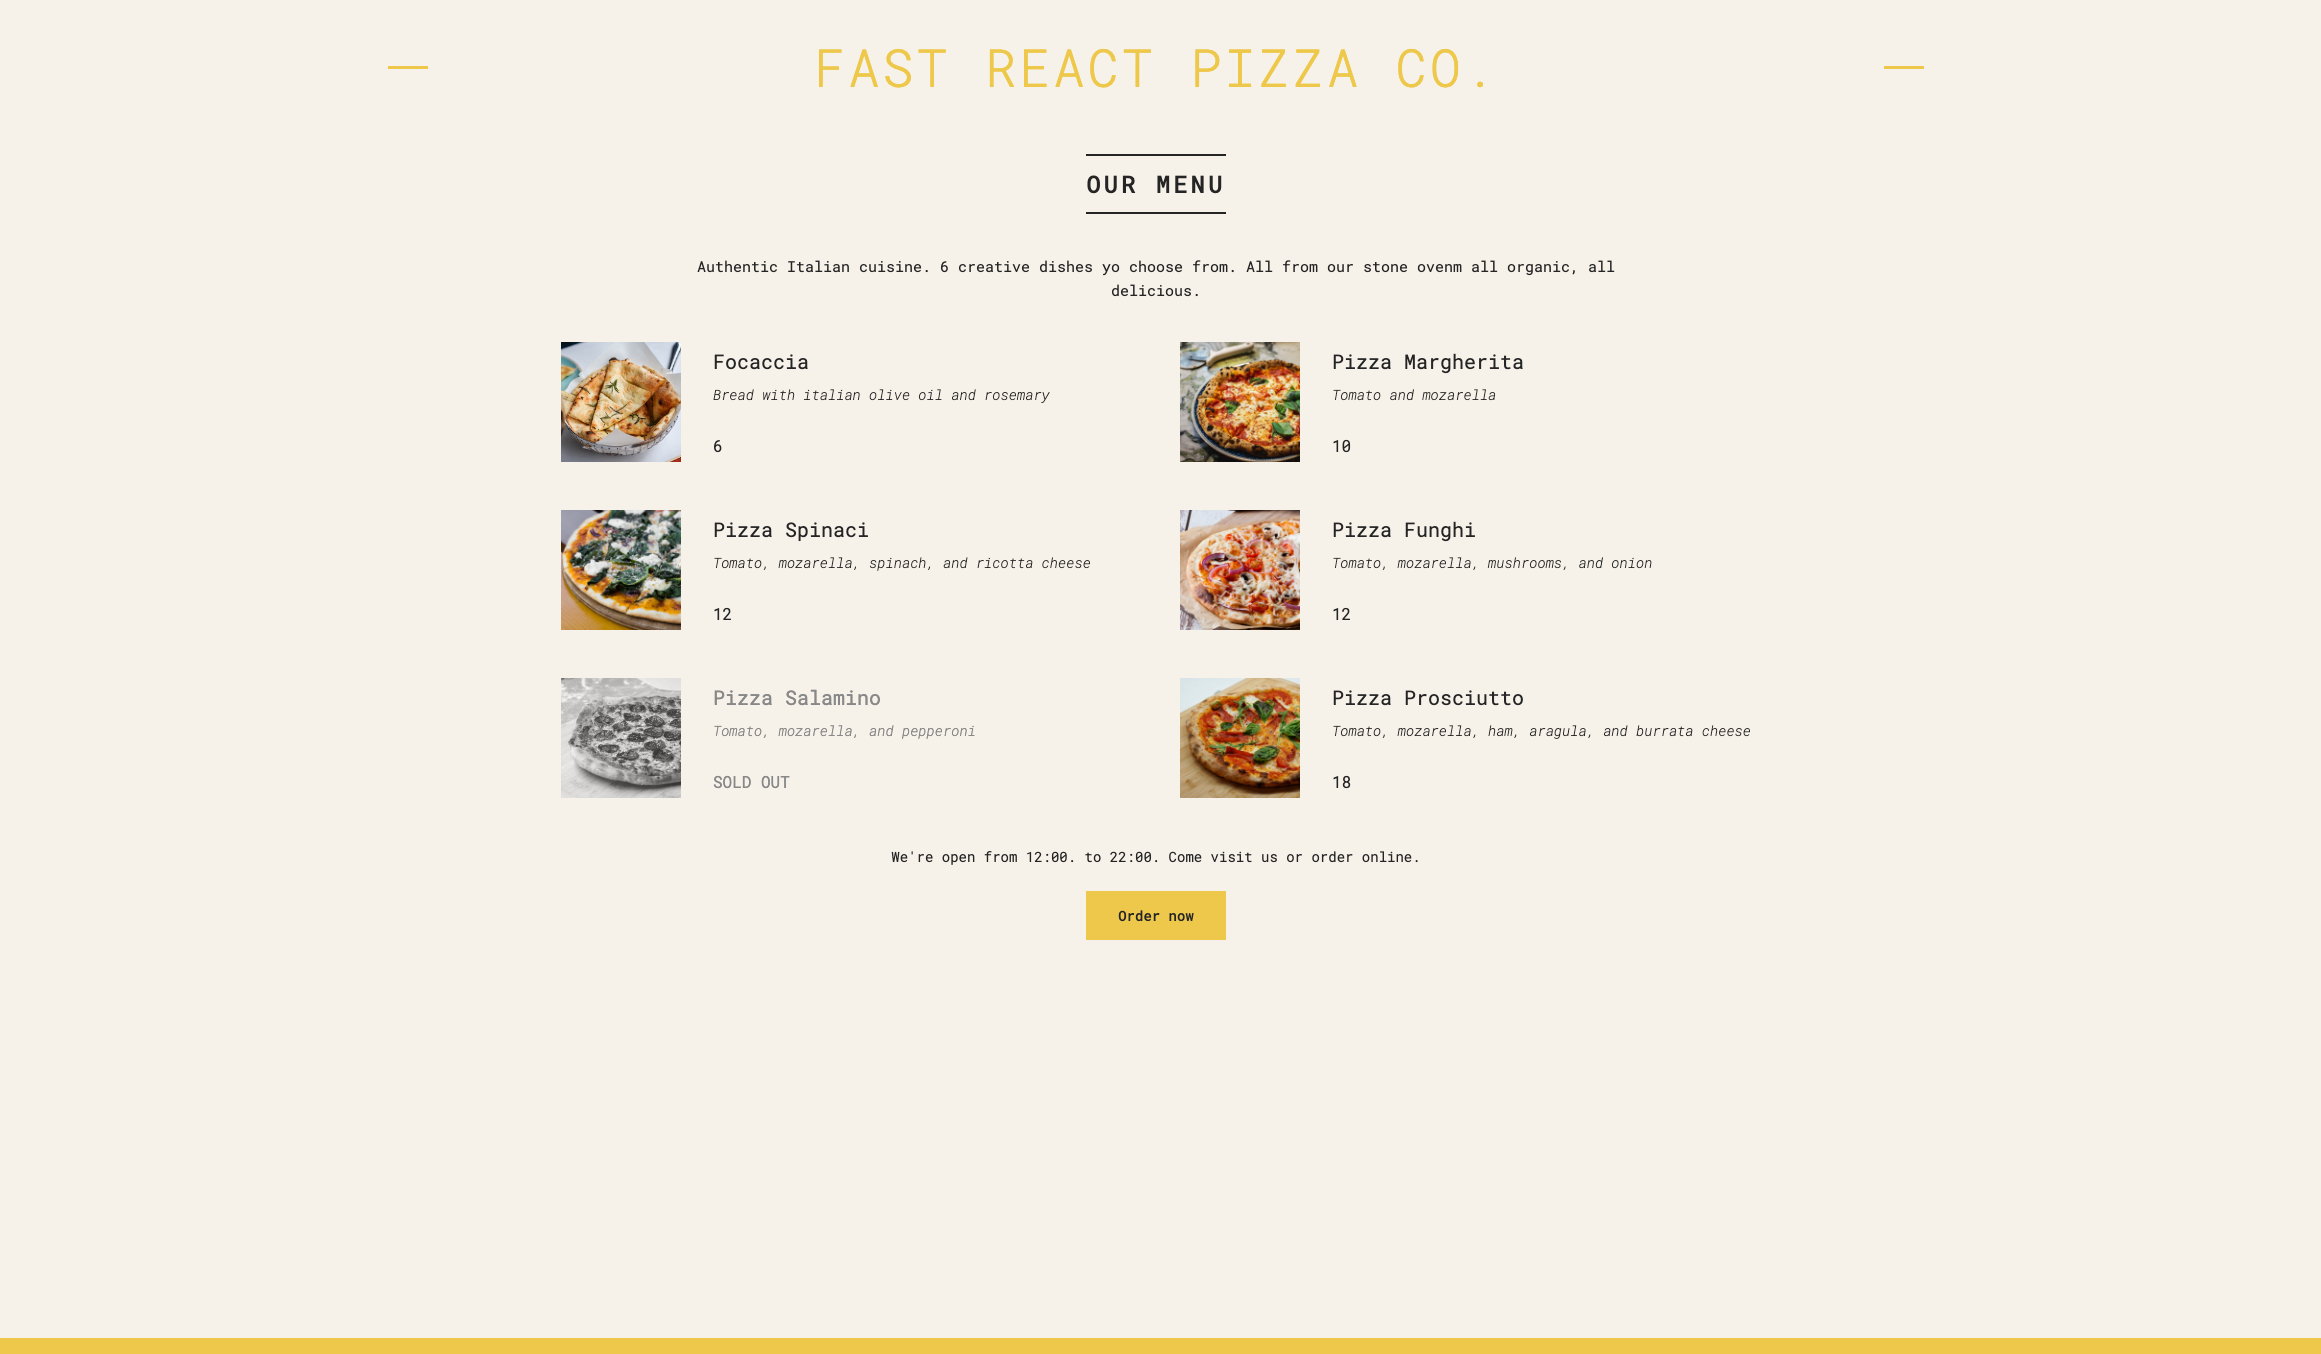 FAST REACT PIZZA CO.
OUR MENU
Authentic Italian cuisine. 6 creative dishes yo choose from. All from our stone ovenm all organic, all
delicious.
Focaccia
Bread with italian olive oil and rosemary
6
Pizza Margherita
Tomato and mozarella
10
Pizza Spinaci
Tomato, mozarella, spinach, and ricotta cheese
12
Pizza Funghi
Tomato, mozarella, mushrooms, and onion
12
Pizza Salamino
Tomato, mozarella, and pepperoni
SOLD OUT
Pizza Prosciutto
Tomato, mozarella, ham, aragula, and burrata cheese
18
We're open from 12:00. to 22:00. Come visit us or order online.
Order now